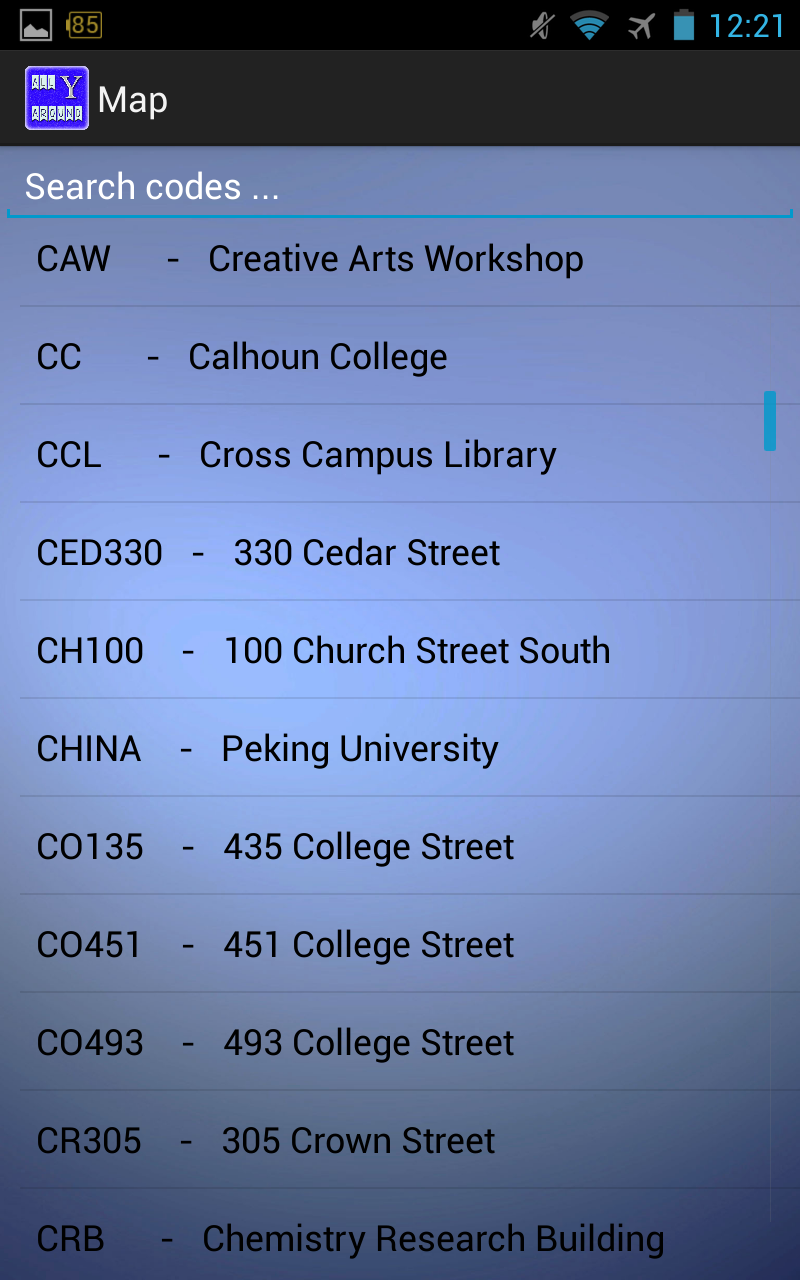 85 12:21
ALL Y
AROUND
Map
Search codes ...
CAW - Creative Arts Workshop
CC - Calhoun College
CCL - Cross Campus Library
CED330 - 330 Cedar Street
CH100 - 100 Church Street South
CHINA - Peking University
CO135 - 435 College Street
CO451 - 451 College Street
CO493 - 493 College Street
CR305 - 305 Crown Street
CRB - Chemistry Research Building